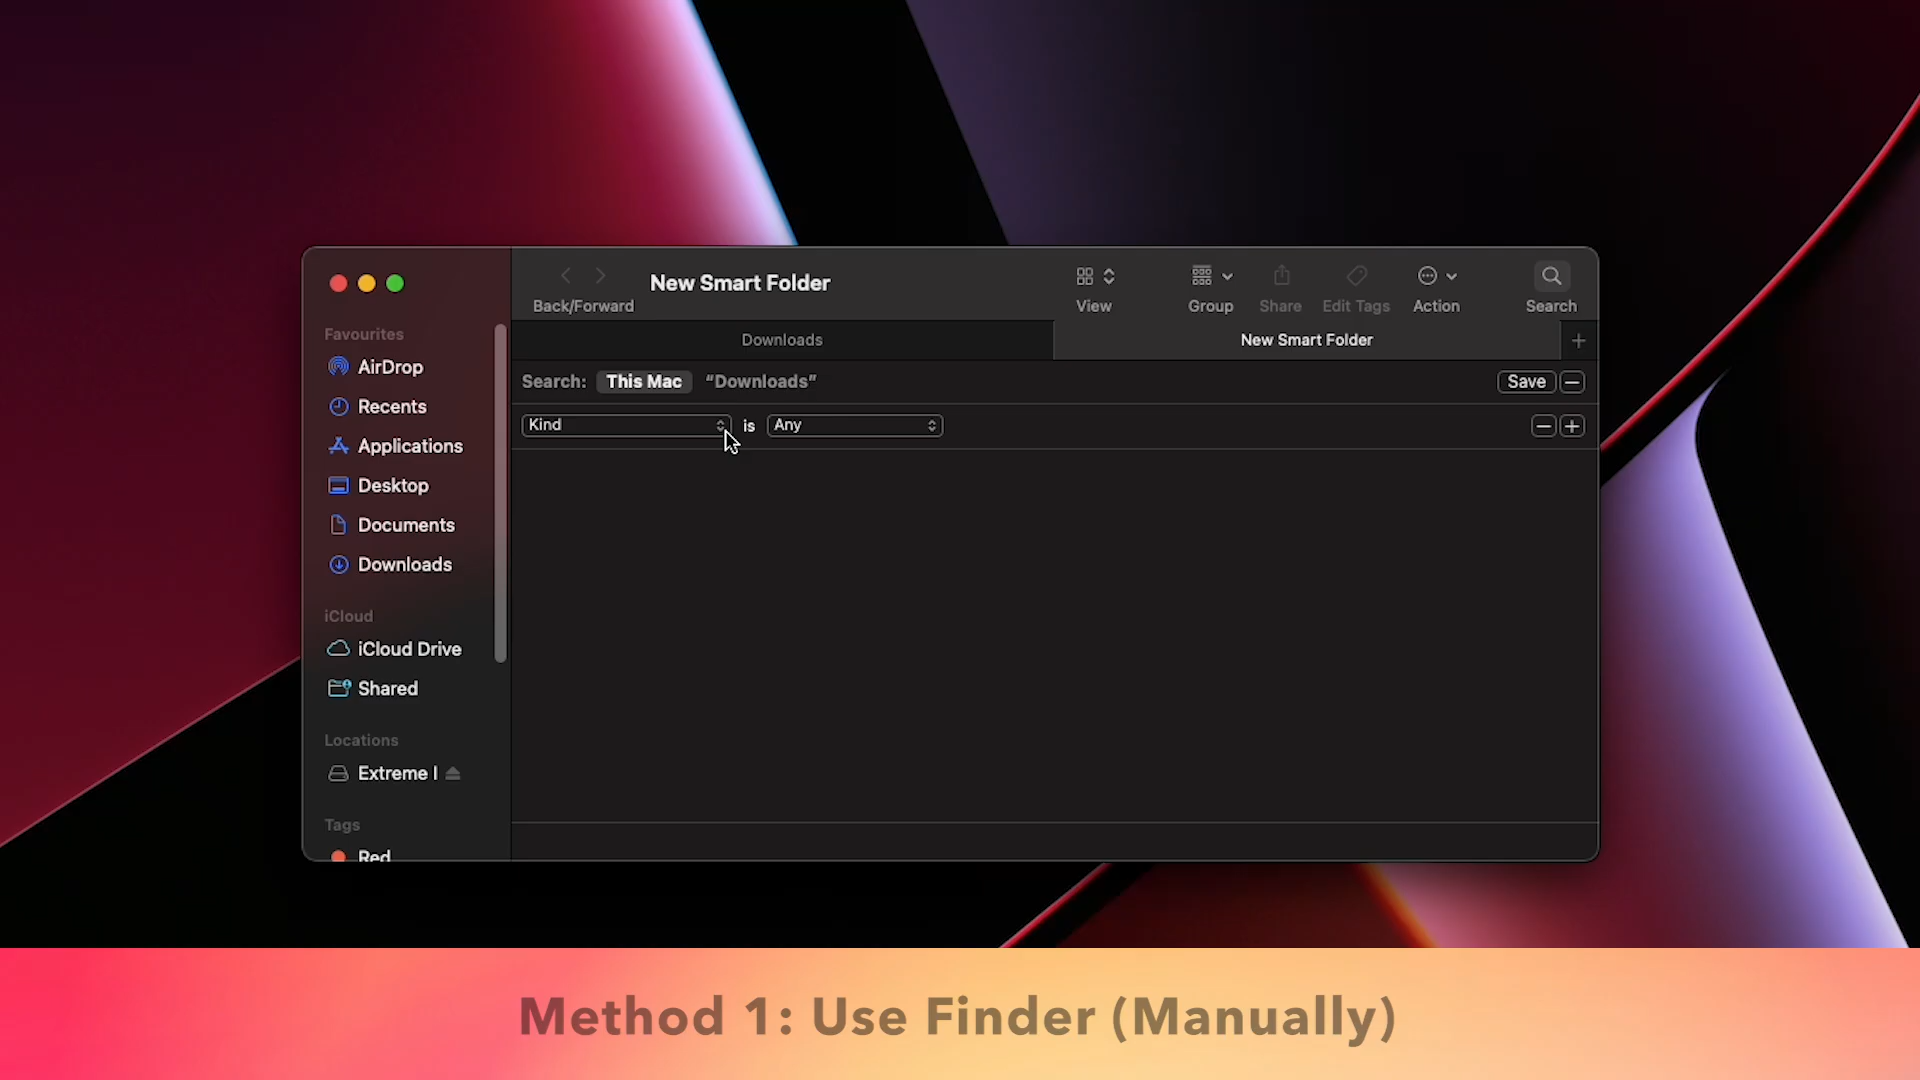 New Smart Folder
Back/Forward
View
Group
Share
Edit Tags
Action
Search
Downloads
New Smart Folder
Search: This Mac "Downloads"
Save
Kind is Any
Favourites
AirDrop
Recents
Applications
Desktop
Documents
Downloads
iCloud
iCloud Drive
Shared
Locations
Extreme
Tags
Red
Method 1: Use Finder (Manually)